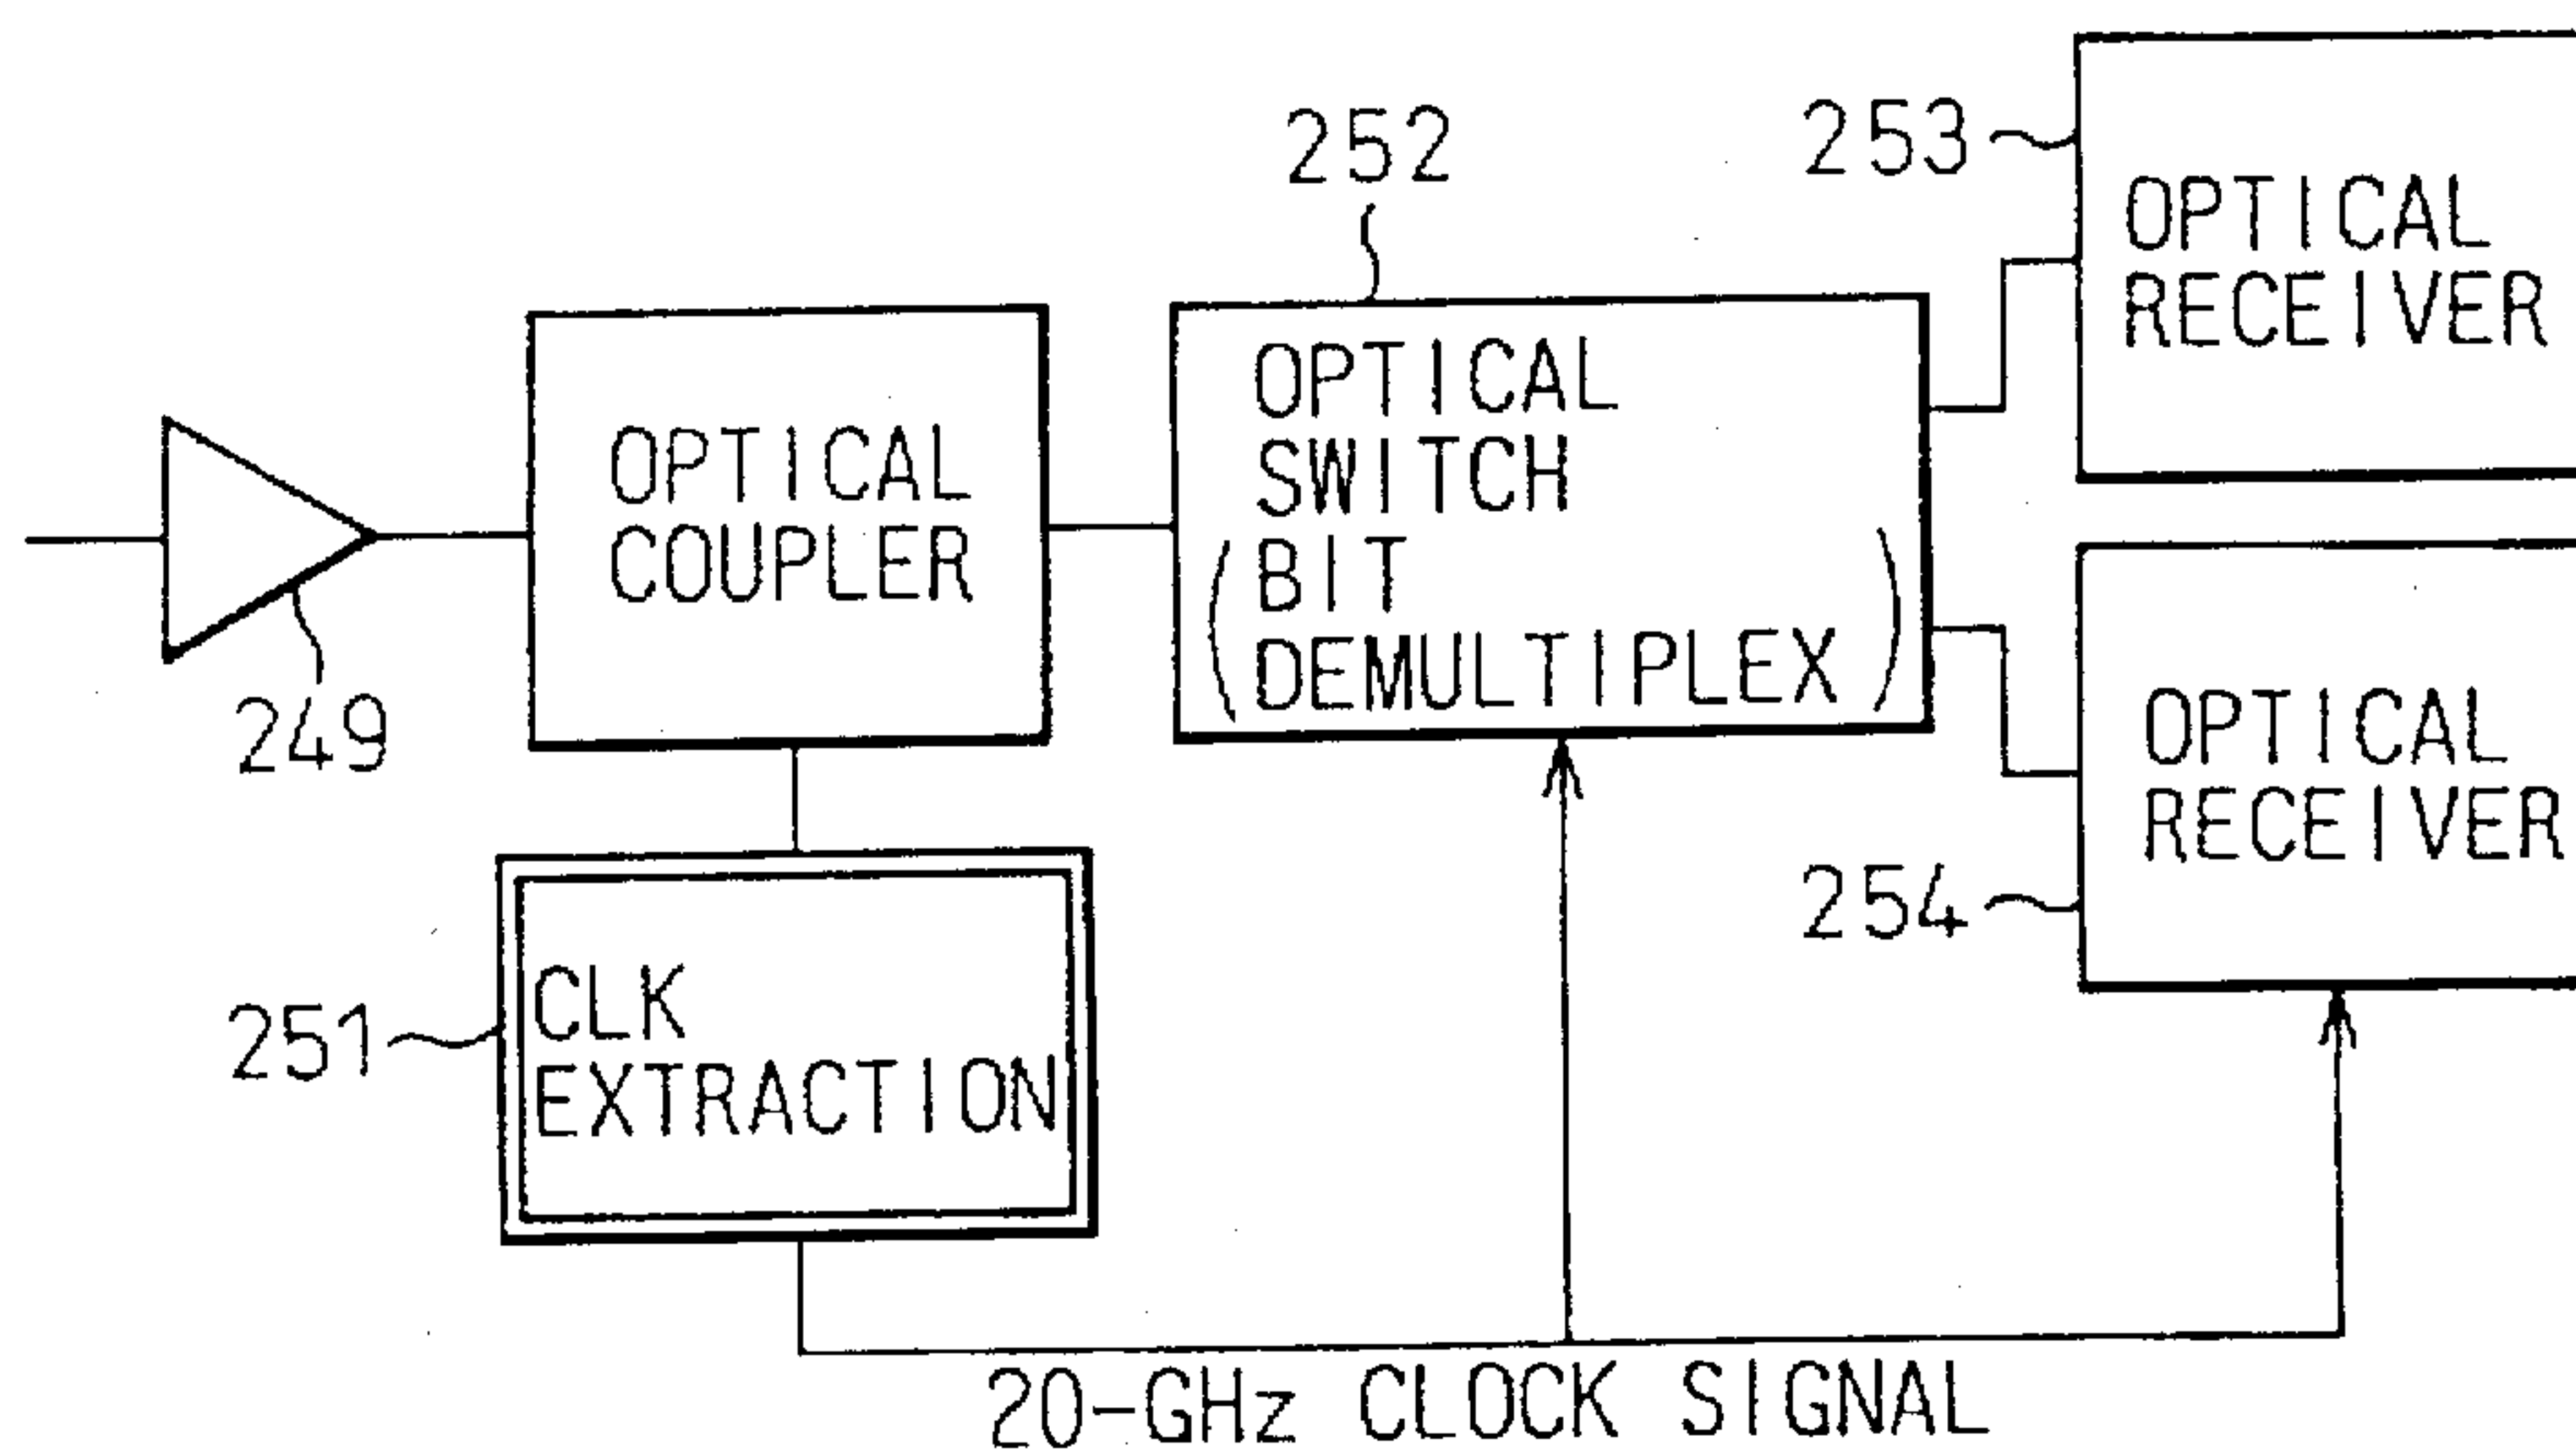 252
253
OPTICAL
RECEIVER
OPTICAL
COUPLER
OPTICAL
SWITCH
(BIT
DEMULTIPLEX)
249
OPTICAL
RECEIVER
254
251
CLK
EXTRACTION
20-GHz CLOCK SIGNAL